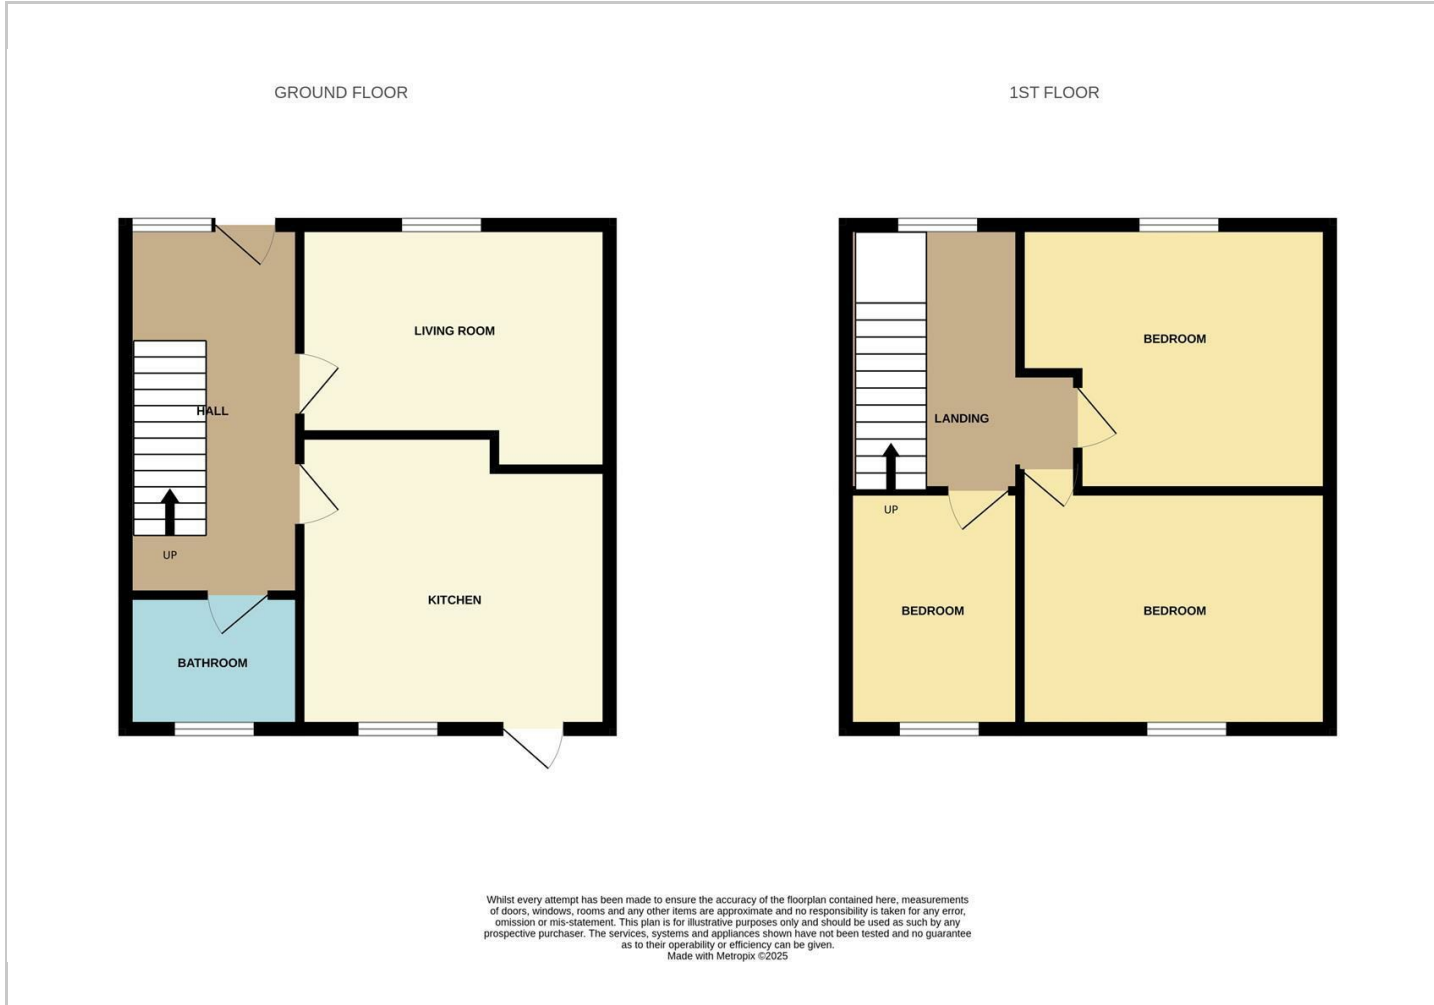 GROUND FLOOR
1ST FLOOR
LIVING ROOM
HALL
UP
KITCHEN
BATHROOM
BEDROOM
LANDING
UP
BEDROOM
BEDROOM
Whilst every attempt has been made to ensure the accuracy of the floorplan contained here, measurements
of doors, windows, rooms and any other items are approximate and no responsibility is taken for any error,
omission or mis-statement. This plan is for illustrative purposes only and should be used as such by any
prospective purchaser. The services, systems and appliances shown have not been tested and no guarantee
as to their operability or efficiency can be given.
Made with Metropix ©2025